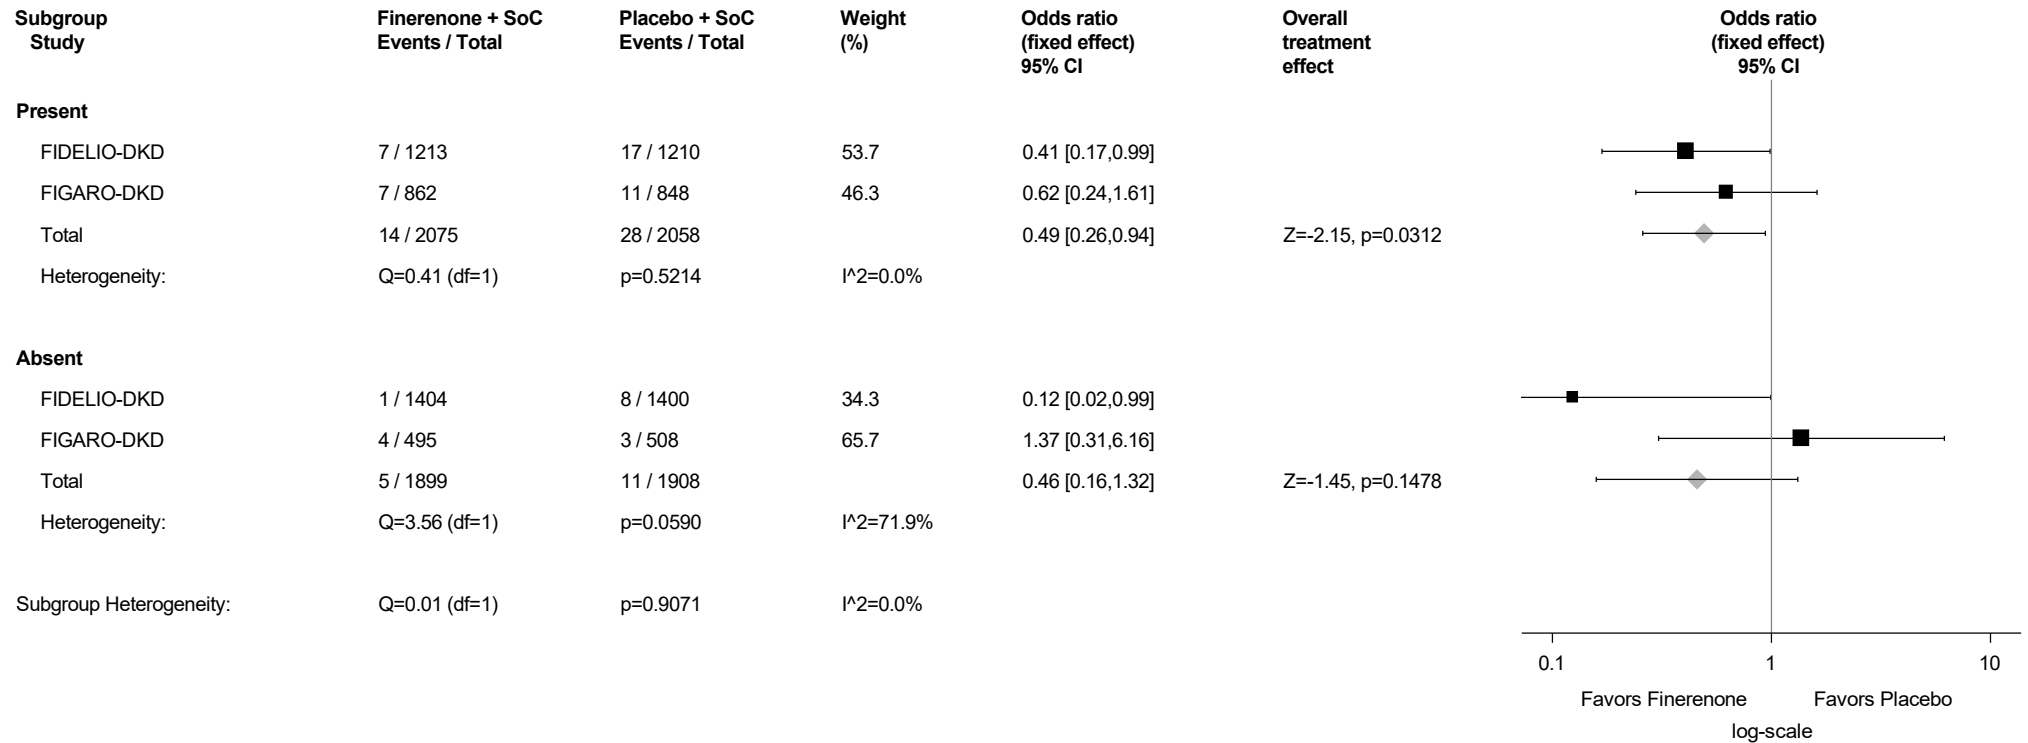 Subgroup Finerenone + SoC Placebo + SoC Weight Odds ratio Overall Odds ratio
Study Events / Total Events / Total (%) (fixed effect) treatment (fixed effect)
95% CI effect 95% CI
Present
FIDELIO-DKD 7 / 1213 17 / 1210 53.7 0.41 [0.17,0.99]
FIGARO-DKD 7 / 862 11 / 848 46.3 0.62 [0.24,1.61]
Total 14 / 2075 28 / 2058 0.49 [0.26,0.94] Z=-2.15, p=0.0312
Heterogeneity: Q=0.41 (df=1) p=0.5214 I^2=0.0%
Absent
FIDELIO-DKD 1 / 1404 8 / 1400 34.3 0.12 [0.02,0.99]
FIGARO-DKD 4 / 495 3 / 508 65.7 1.37 [0.31,6.16]
Total 5 / 1899 11 / 1908 0.46 [0.16,1.32] Z=-1.45, p=0.1478
Heterogeneity: Q=3.56 (df=1) p=0.0590 I^2=71.9%
Subgroup Heterogeneity: Q=0.01 (df=1) p=0.9071 I^2=0.0%
0.1 1 10
Favors Finerenone Favors Placebo
log-scale